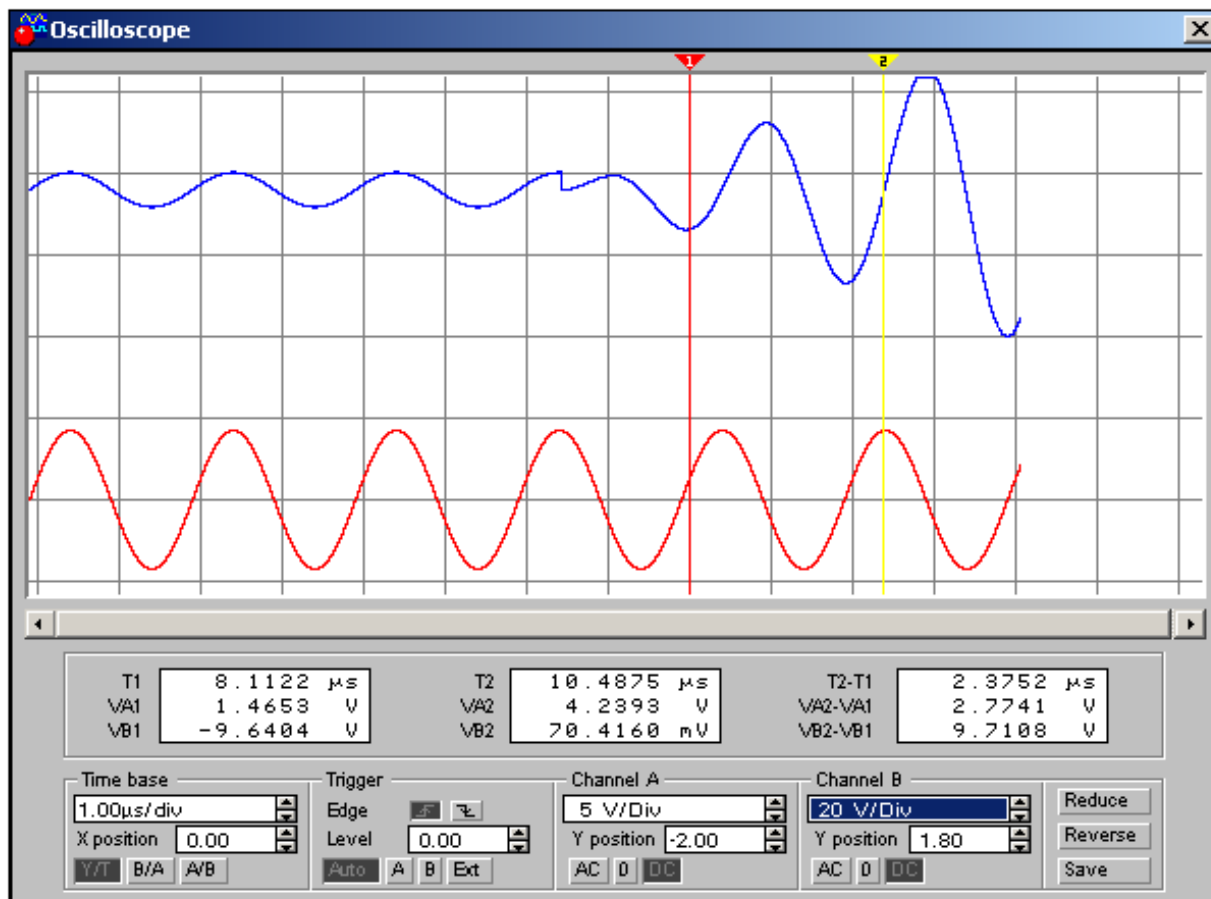 Oscilloscope
1 2
T1 8.1122 µs T2 10.4875 µs T2-T1 2.3752 µs
VA1 1.4653 V VA2 4.2393 V VA2-VA1 2.7741 V
VB1 -9.6404 V VB2 70.4160 mV VB2-VB1 9.7108 V
Time base Trigger Channel A Channel B
1.00µs/div Edge 5 V/Div 20 V/Div Reduce
X position 0.00 Level 0.00 Y position -2.00 Y position 1.80 Reverse
Y/T B/A A/B Auto A B Ext AC 0 DC AC 0 DC Save